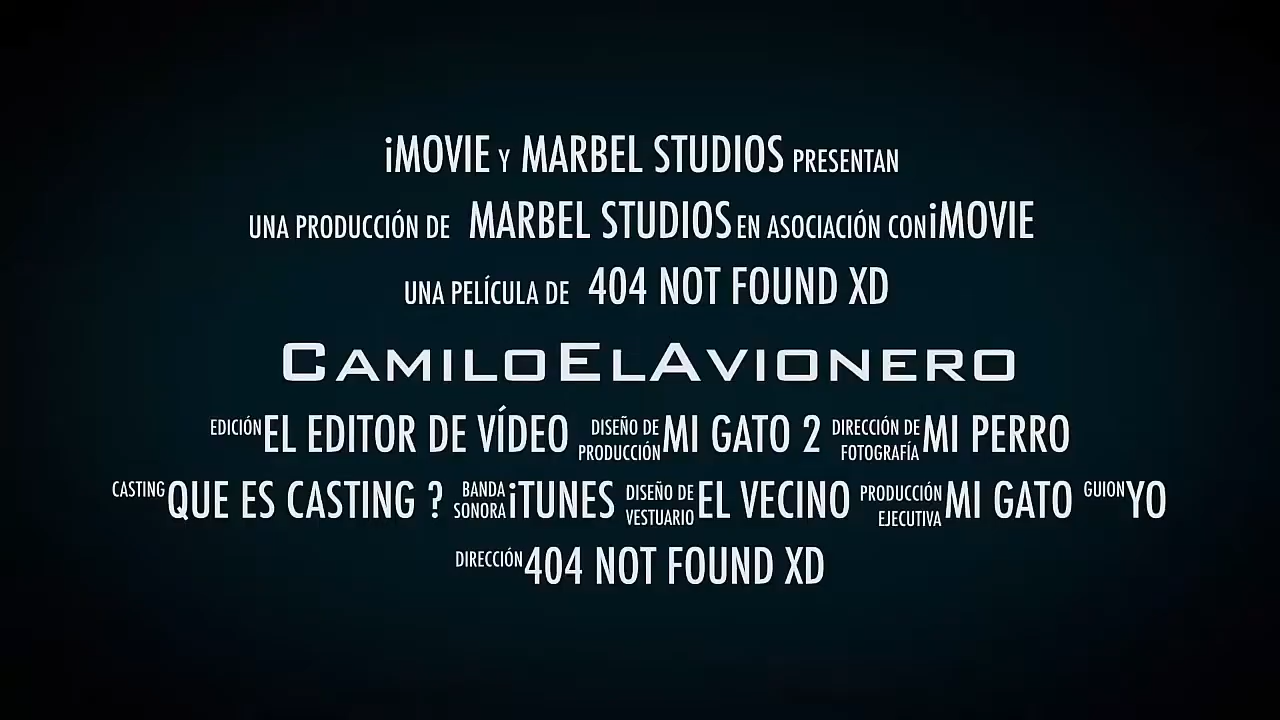 iMOVIE Y MARBEL STUDIOS PRESENTAN
UNA PRODUCCIÓN DE MARBEL STUDIOS EN ASOCIACIÓN CON iMOVIE
UNA PELÍCULA DE 404 NOT FOUND XD
CAMILOELAVIONERO
EDICIÓN EL EDITOR DE VÍDEO DISEÑO DE PRODUCCIÓN MI GATO 2 DIRECCIÓN DE FOTOGRAFÍA MI PERRO
CASTING QUE ES CASTING ? BANDA SONORA iTUNES DISEÑO DE VESTUARIO EL VECINO PRODUCCIÓN EJECUTIVA MI GATO GUION YO
DIRECCIÓN 404 NOT FOUND XD